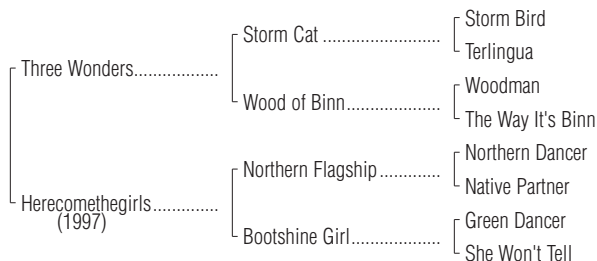 Storm Bird
Storm Cat ..........................
Terlingua
Three Wonders..................
Woodman
Wood of Binn.....................
The Way It's Binn
Northern Dancer
Northern Flagship.............
Native Partner
Herecomethegirls..............
(1997)
Green Dancer
Bootshine Girl....................
She Won't Tell